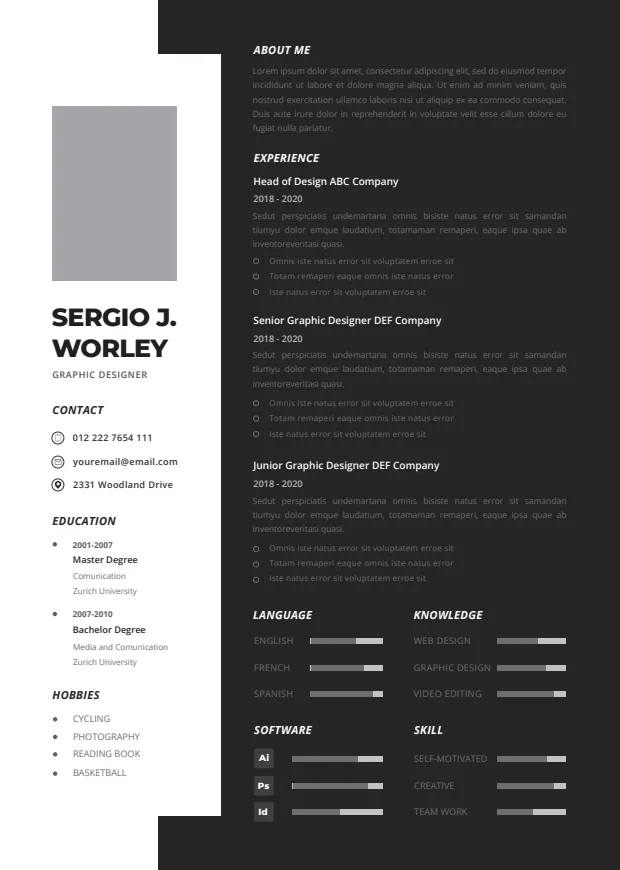 SERGIO J.
WORLEY
GRAPHIC DESIGNER
CONTACT
012 222 7654 111
youremail@email.com
2331 Woodland Drive
EDUCATION
2001-2007
Master Degree
Comunication
Zurich University
2007-2010
Bachelor Degree
Media and Comunication
Zurich University
HOBBIES
CYCLING
PHOTOGRAPHY
READING BOOK
BASKETBALL
ABOUT ME
Lorem ipsum dolor sit amet, consectetur adipiscing elit, sed do eiusmod tempor
incididunt ut labore et dolore magna aliqua. Ut enim ad minim veniam, quis
nostrud exercitation ullamco laboris nisi ut aliquip ex ea commodo consequat.
Duis aute irure dolor in reprehenderit in voluptate velit esse cillum dolore eu
fugiat nulla pariatur.
EXPERIENCE
Head of Design ABC Company
2018 - 2020
Sedut perspiciatis undemartana omnis bisiste natus error sit samandan
tiumyu dolor emque laudatium, totamaman remaperi, eaque ipsa quae ab
inventoreveritasi quasi.
Omnis iste natus error sit voluptatem erroe sit
Totam remaperi eaque omnis iste natus error
Iste natus error sit voluptatem erroe sit
Senior Graphic Designer DEF Company
2018 - 2020
Sedut perspiciatis undemartana omnis bisiste natus error sit samandan
tiumyu dolor emque laudatium, totamaman remaperi, eaque ipsa quae ab
inventoreveritasi quasi.
Omnis iste natus error sit voluptatem erroe sit
Totam remaperi eaque omnis iste natus error
Iste natus error sit voluptatem erroe sit
Junior Graphic Designer DEF Company
2018 - 2020
Sedut perspiciatis undemartana omnis bisiste natus error sit samandan
tiumyu dolor emque laudatium, totamaman remaperi, eaque ipsa quae ab
inventoreveritasi quasi.
Omnis iste natus error sit voluptatem erroe sit
Totam remaperi eaque omnis iste natus error
Iste natus error sit voluptatem erroe sit
LANGUAGE
ENGLISH
FRENCH
SPANISH
KNOWLEDGE
WEB DESIGN
GRAPHIC DESIGN
VIDEO EDITING
SOFTWARE
Ai
Ps
Id
SKILL
SELF-MOTIVATED
CREATIVE
TEAM WORK